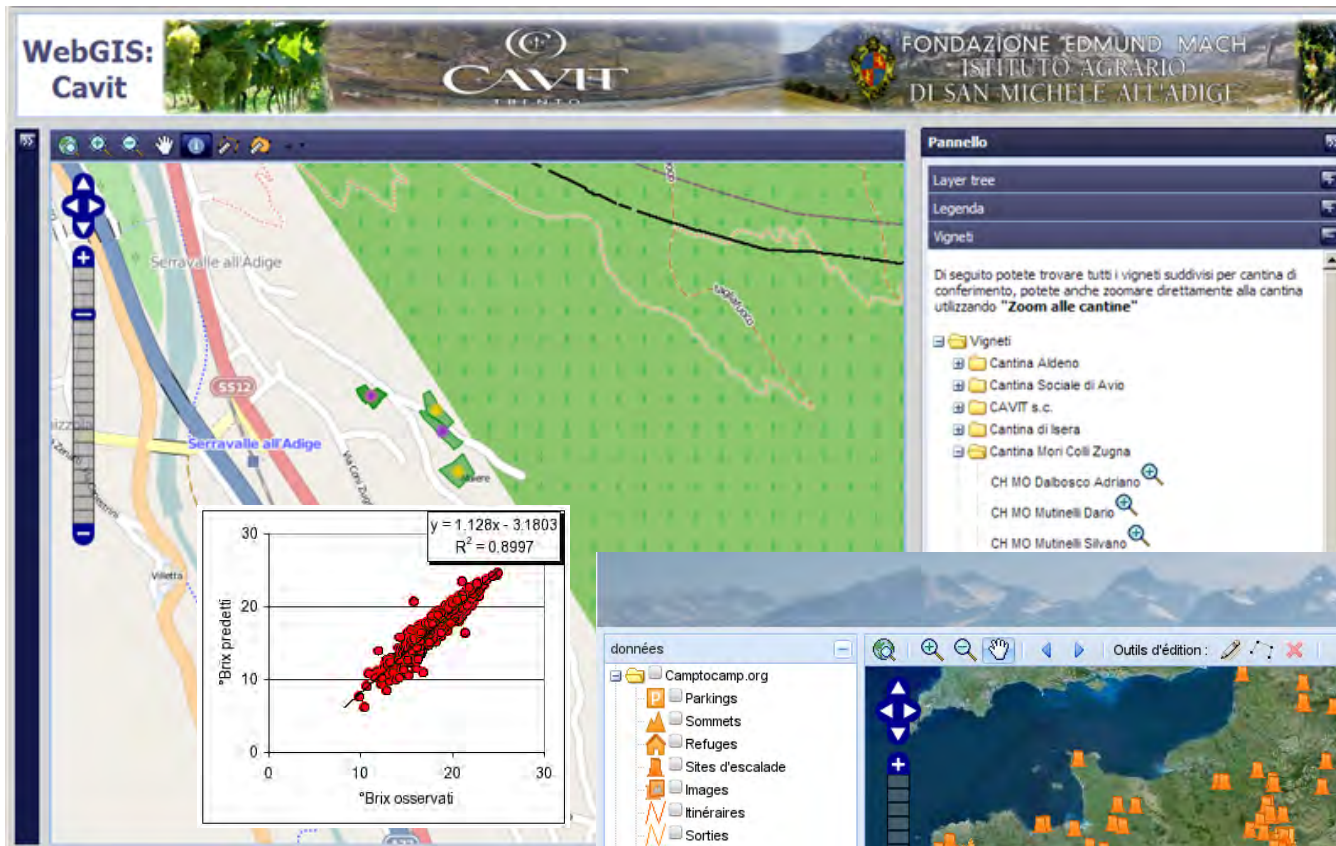 WebGIS:
Cavit
CAVIT
TRENTO
FONDAZIONE EDMUND MACH
ISTITUTO AGRARIO
DI SAN MICHELE ALL'ADIGE
Pannello
Layer tree
Legenda
Vigneti
Di seguito potete trovare tutti i vigneti suddivisi per cantina di
conferimento, potete anche zoomare direttamente alla cantina
utilizzando "Zoom alle cantine"
Vigneti
Cantina Aldeno
Cantina Sociale di Avio
CAVIT s.c.
Cantina di Isera
Cantina Mori Colli Zugna
CH MO Dalbosco Adriano
CH MO Mutinelli Dario
CH MO Mutinelli Silvano
Serravalle all'Adige
SS12
Serravalle all'Adige
Via Coni Zugna
Villetta
Tagliafuoco
y = 1.128x - 3.1803
R² = 0.8997
°Brix predetti
30
20
10
0
0
10
20
30
°Brix osservati
données
Camptocamp.org
Parkings
Sommets
Refuges
Sites d'escalade
Images
Itinéraires
Sorties
Outils d'édition :